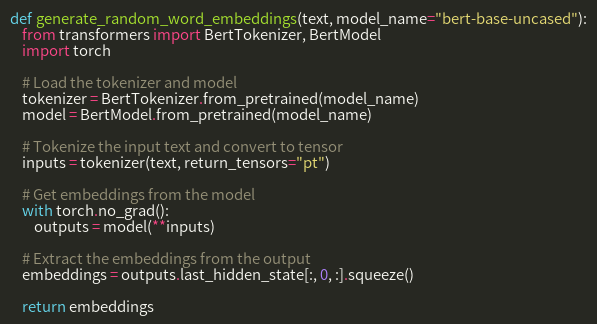 def generate_random_word_embeddings(text, model_name="bert-base-uncased"):
from transformers import BertTokenizer, BertModel
import torch
# Load the tokenizer and model
tokenizer = BertTokenizer.from_pretrained(model_name)
model = BertModel.from_pretrained(model_name)
# Tokenize the input text and convert to tensor
inputs = tokenizer(text, return_tensors="pt")
# Get embeddings from the model
with torch.no_grad():
outputs = model(**inputs)
# Extract the embeddings from the output
embeddings = outputs.last_hidden_state[:, 0, :].squeeze()
return embeddings